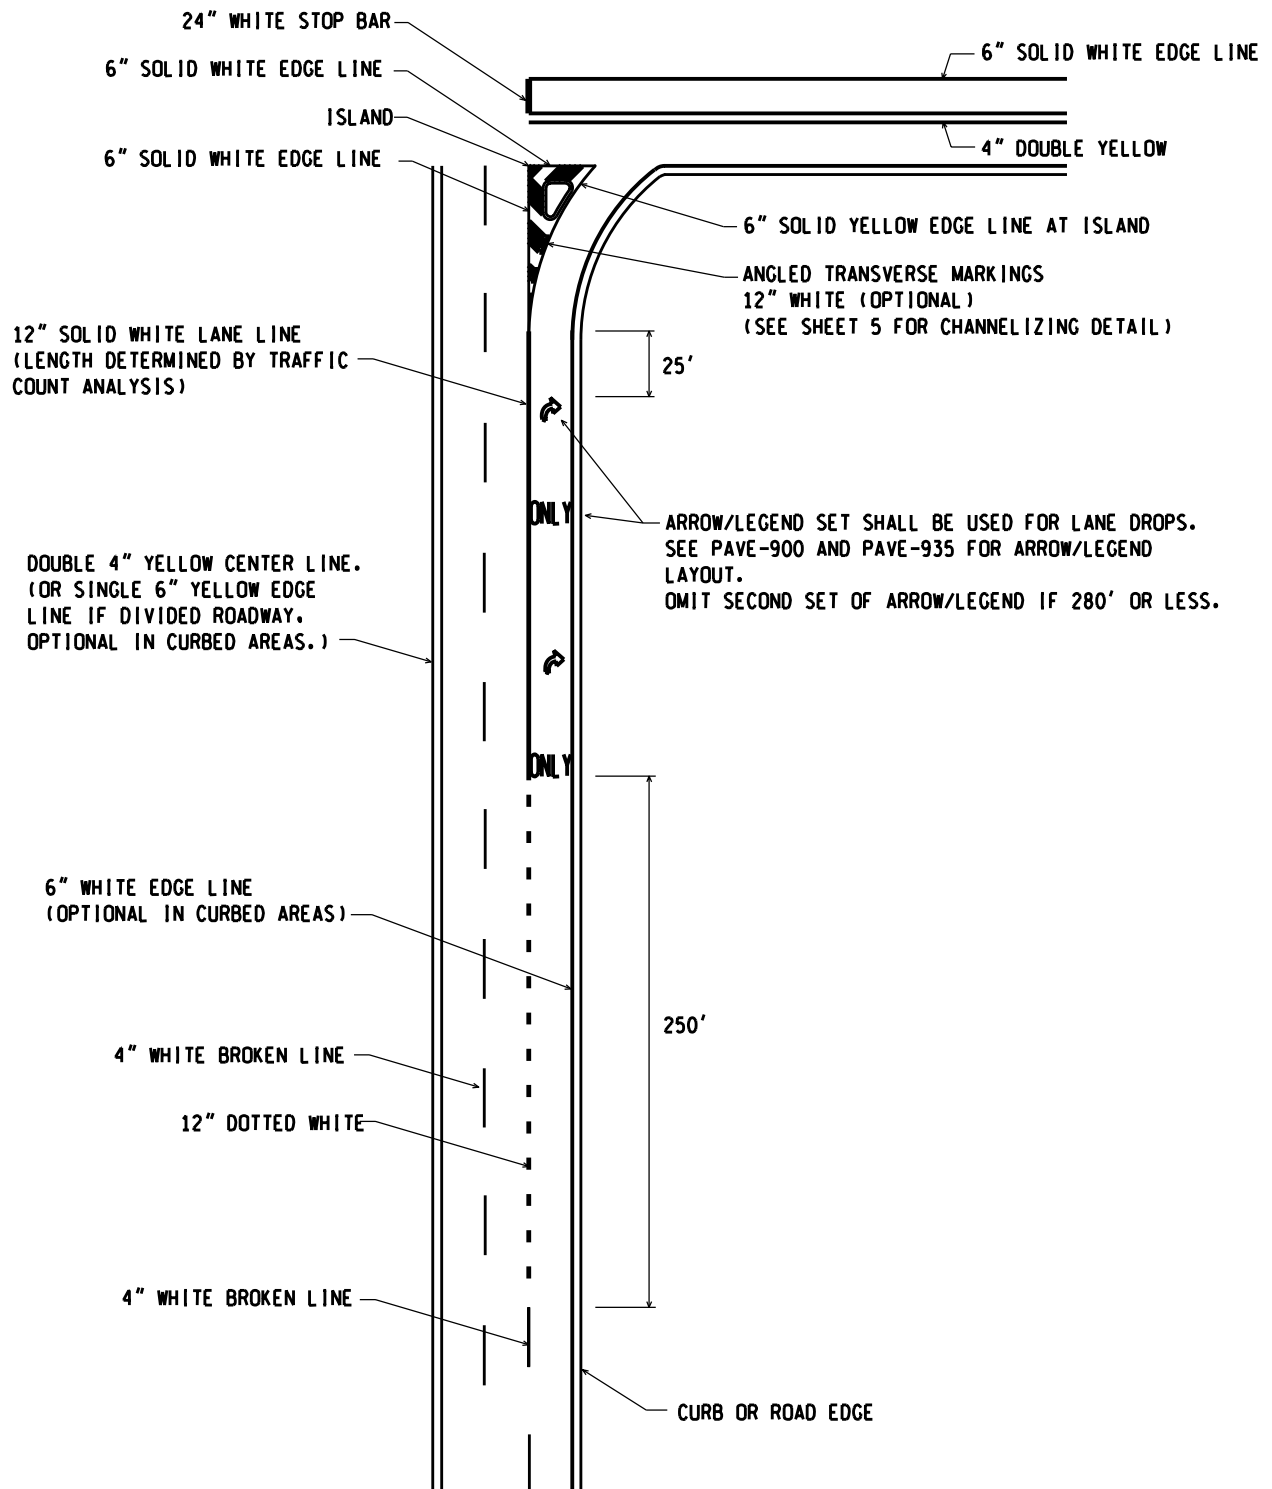 24" WHITE STOP BAR
6" SOLID WHITE EDGE LINE
6" SOLID WHITE EDGE LINE
ISLAND
4" DOUBLE YELLOW
6" SOLID WHITE EDGE LINE
6" SOLID YELLOW EDGE LINE AT ISLAND
ANGLED TRANSVERSE MARKINGS
12" WHITE (OPTIONAL)
(SEE SHEET 5 FOR CHANNELIZING DETAIL)
12" SOLID WHITE LANE LINE
(LENGTH DETERMINED BY TRAFFIC
COUNT ANALYSIS)
25'
ONLY
ARROW/LEGEND SET SHALL BE USED FOR LANE DROPS.
SEE PAVE-900 AND PAVE-935 FOR ARROW/LEGEND
LAYOUT.
OMIT SECOND SET OF ARROW/LEGEND IF 280' OR LESS.
DOUBLE 4" YELLOW CENTER LINE.
(OR SINGLE 6" YELLOW EDGE
LINE IF DIVIDED ROADWAY.
OPTIONAL IN CURBED AREAS.)
ONLY
6" WHITE EDGE LINE
(OPTIONAL IN CURBED AREAS)
250'
4" WHITE BROKEN LINE
12" DOTTED WHITE
4" WHITE BROKEN LINE
CURB OR ROAD EDGE